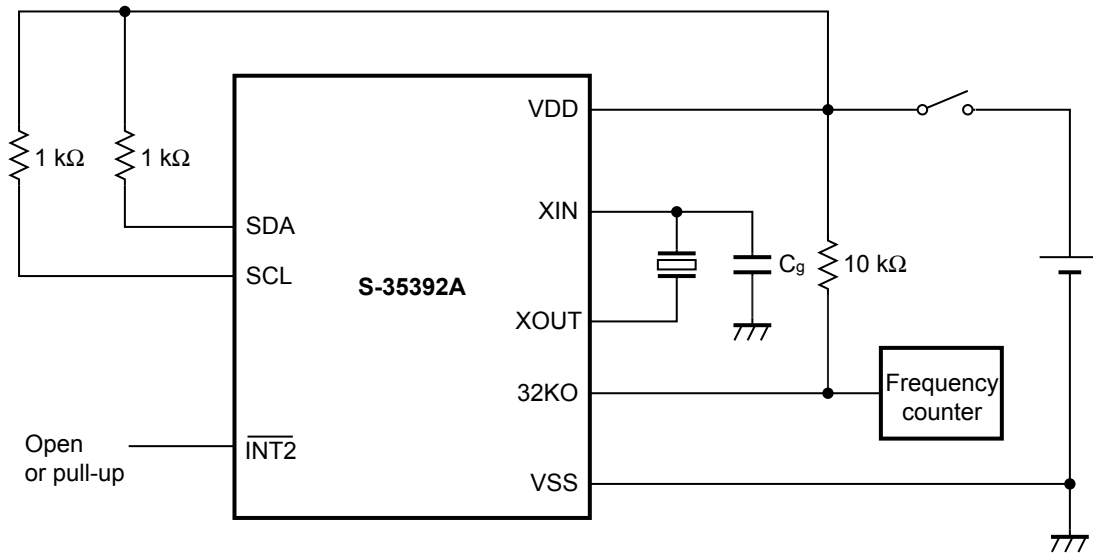 VDD
1 kΩ
1 kΩ
XIN
SDA
Cg
10 kΩ
SCL
S-35392A
XOUT
Frequency
counter
32KO
Open
or pull-up
INT2
VSS